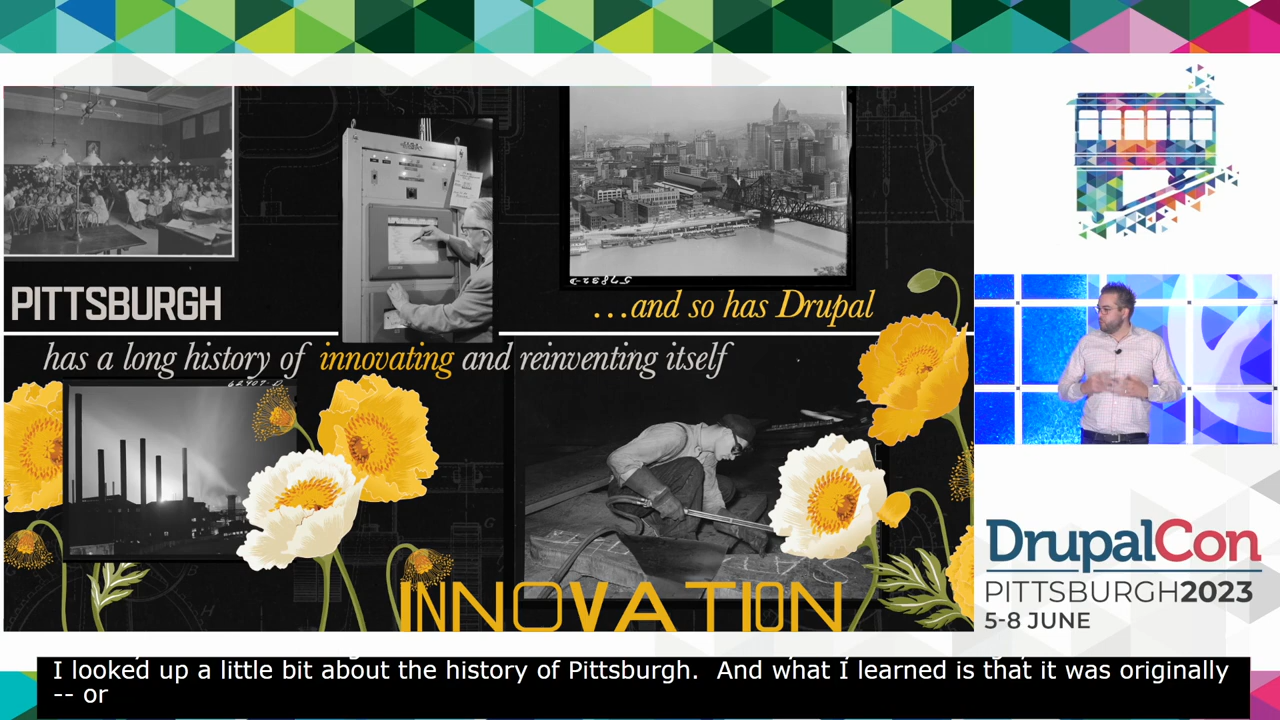 PITTSBURGH
…and so has Drupal
has a long history of innovating and reinventing itself
INNOVATION
DrupalCon
PITTSBURGH2023
5-8 JUNE
I looked up a little bit about the history of Pittsburgh.  And what I learned is that it was originally
-- or